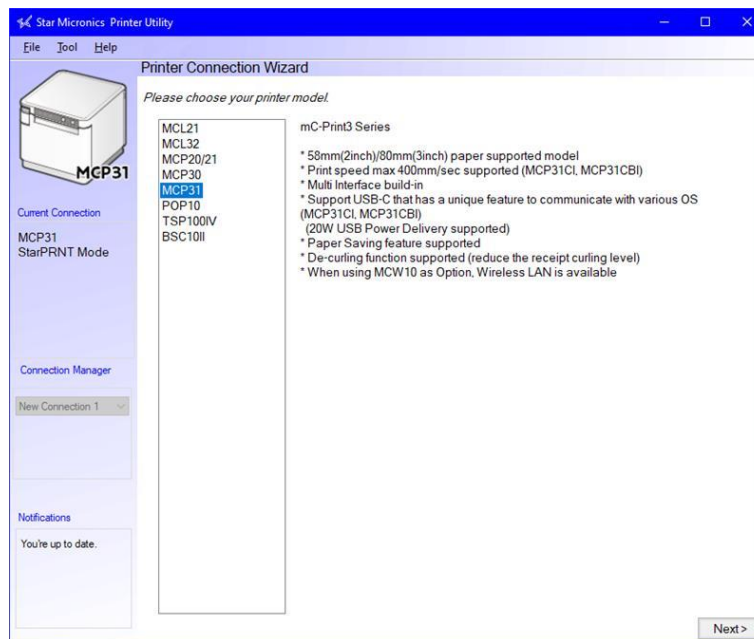 Star Micronics Printer Utility
File Tool Help
Printer Connection Wizard
Please choose your printer model.
MCP31
Current Connection
MCP31
StarPRNT Mode
Connection Manager
New Connection 1
Notifications
You're up to date.
MCL21
MCL32
MCP20/21
MCP30
MCP31
POP10
TSP100IV
BSC10II
mC-Print3 Series
* 58mm(2inch)/80mm(3inch) paper supported model
* Print speed max 400mm/sec supported (MCP31CI, MCP31CBI)
* Multi Interface build-in
* Support USB-C that has a unique feature to communicate with various OS
(MCP31CI, MCP31CBI)
(20W USB Power Delivery supported)
* Paper Saving feature supported
* De-curling function supported (reduce the receipt curling level)
* When using MCW10 as Option, Wireless LAN is available
Next>